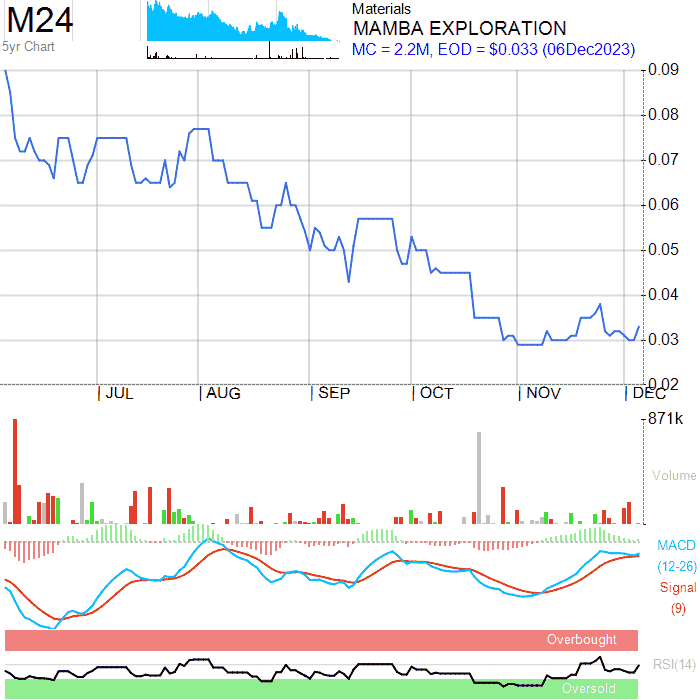 M24
5yr Chart
Materials
MAMBA EXPLORATION
MC = 2.2M, EOD = $0.033 (06Dec2023)
0.09
0.08
0.07
0.06
0.05
0.04
0.03
0.02
JUL AUG SEP OCT NOV DEC
871k
Volume
MACD
(12-26)
Signal
(9)
Overbought
RSI(14)
Oversold